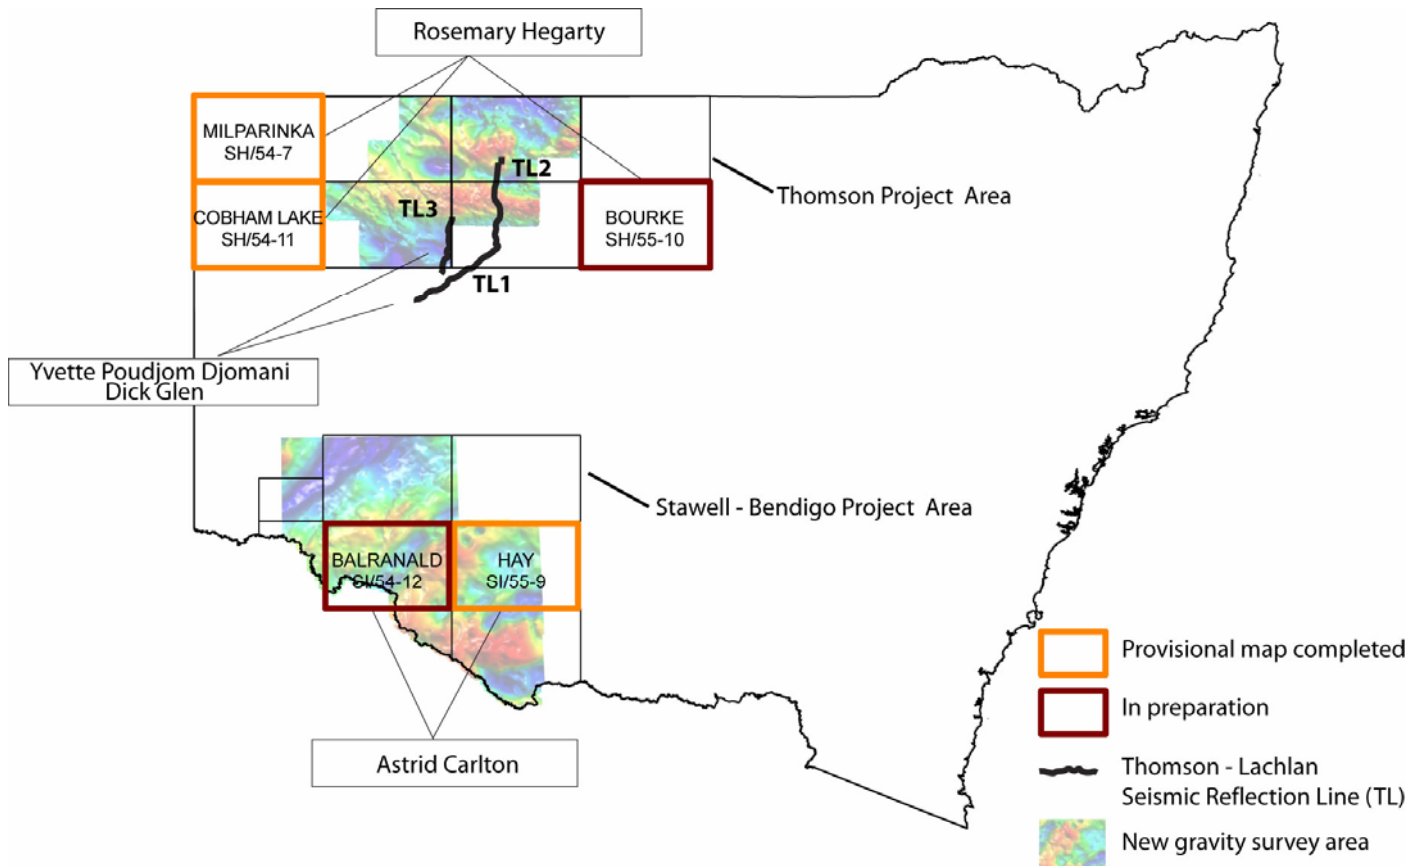 Rosemary Hegarty
MILPARINKA
SH/54-7
TL2
Thomson Project Area
COBHAM LAKE
SH/54-11
TL3
BOURKE
SH/55-10
TL1
Yvette Poudjom Djomani
Dick Glen
Stawell - Bendigo Project Area
BALRANALD
SI/54-12
HAY
SI/55-9
Astrid Carlton
Provisional map completed
In preparation
Thomson - Lachlan
Seismic Reflection Line (TL)
New gravity survey area